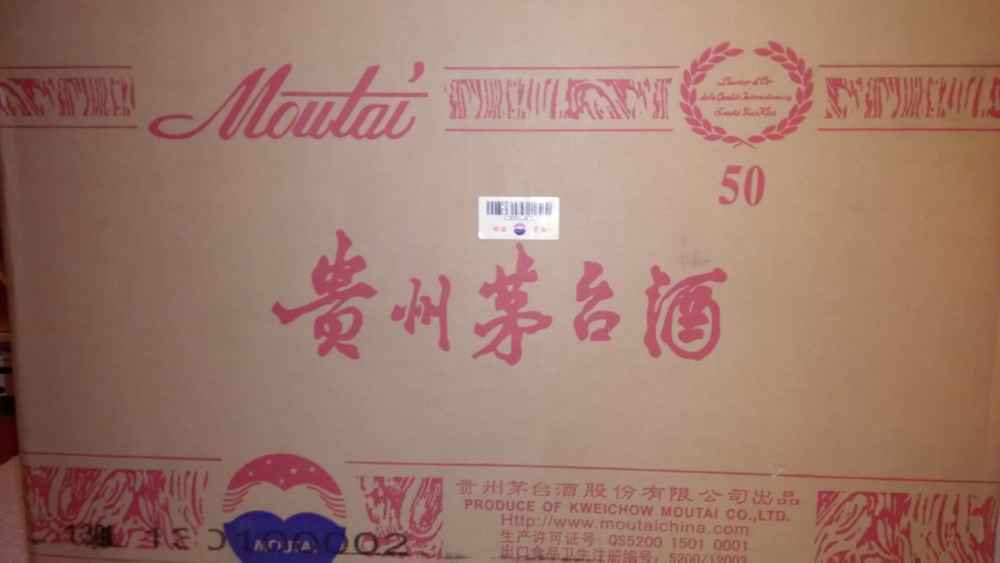 Moutai
50
贵州茅台酒
贵州茅台酒股份有限公司出品
PRODUCE OF KWEICHOW MOUTAI CO.,LTD.
Http://www.moutaichina.com
生产许可证号: QS5200 1501 0001
出口食品卫生注册编号: 5200/12003
MOUTAI